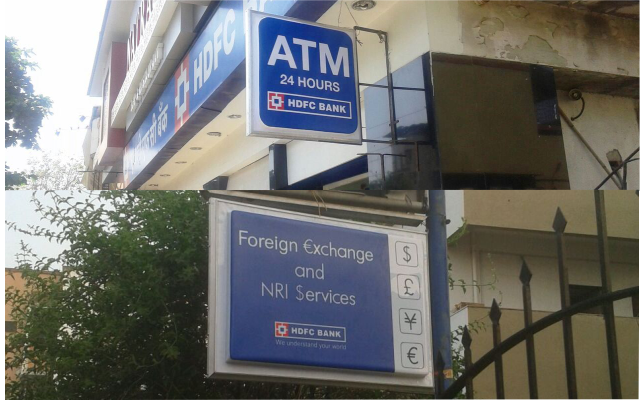 HDFC
ATM
24 HOURS
HDFC BANK
Foreign €xchange
and
NRI $ervices
HDFC BANK
We understand your world
$
£
¥
€